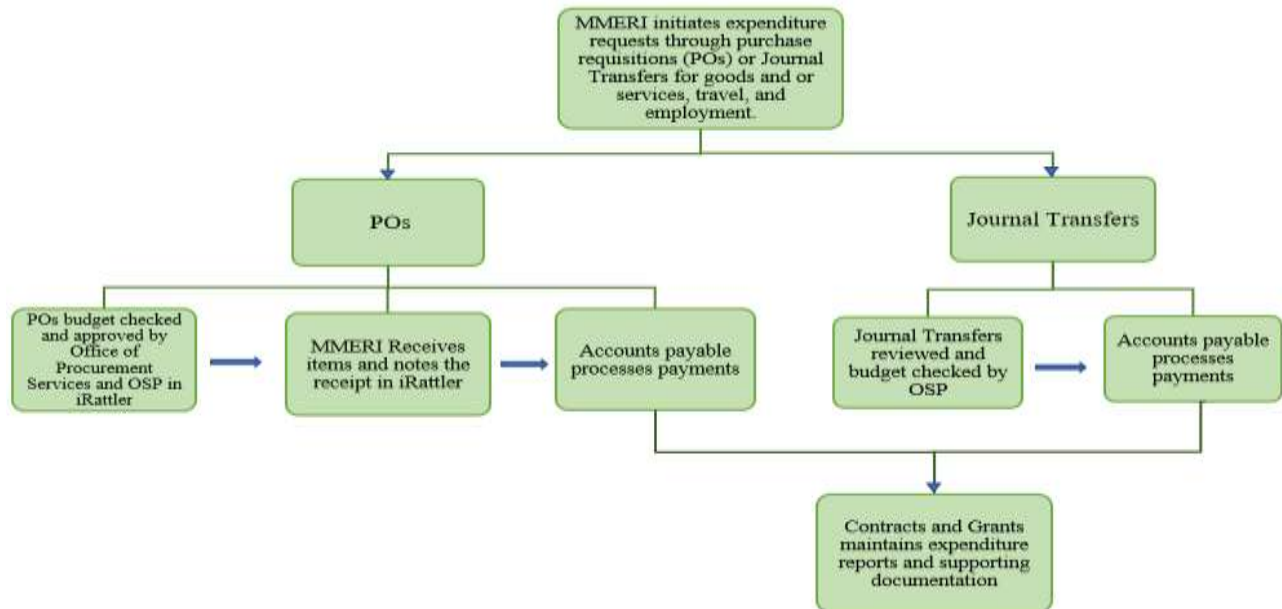 MMERI initiates expenditure
requests through purchase
requisitions (POs) or Journal
Transfers for goods and or
services, travel, and
employment.
POs
Journal Transfers
POs budget checked
and approved by
Office of
Procurement
Services and OSP in
iRattler
MMERI Receives
items and notes the
receipt in iRattler
Accounts payable
processes payments
Journal Transfers
reviewed and
budget checked by
OSP
Accounts payable
processes
payments
Contracts and Grants
maintains expenditure
reports and supporting
documentation